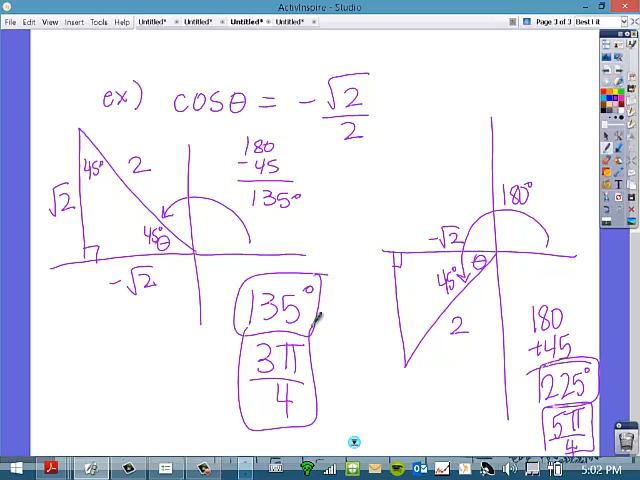 ActivInspire - Studio
File Edit View Insert Tools Help Untitled* Untitled* Untitled* Untitled* Page 3 of 3 Best Fit
ex) cosθ = -√2/2
45° 2
√2
45° θ
-√2
180
-45
135°
135°
3π/4
180°
-√2
45° θ
2
180
+45
225°
5π/4
5:02 PM